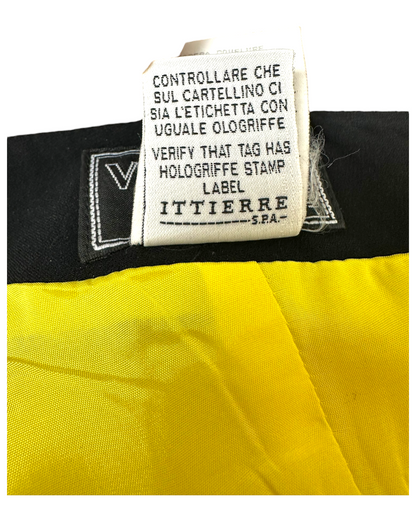 CONTROLLARE CHE
SUL CARTELLINO CI
SIA L'ETICHETTA CON
UGUALE OLOGRIFFE
VERIFY THAT TAG HAS
HOLOGRIFFE STAMP
LABEL
ITTIERRE
S.P.A.
V